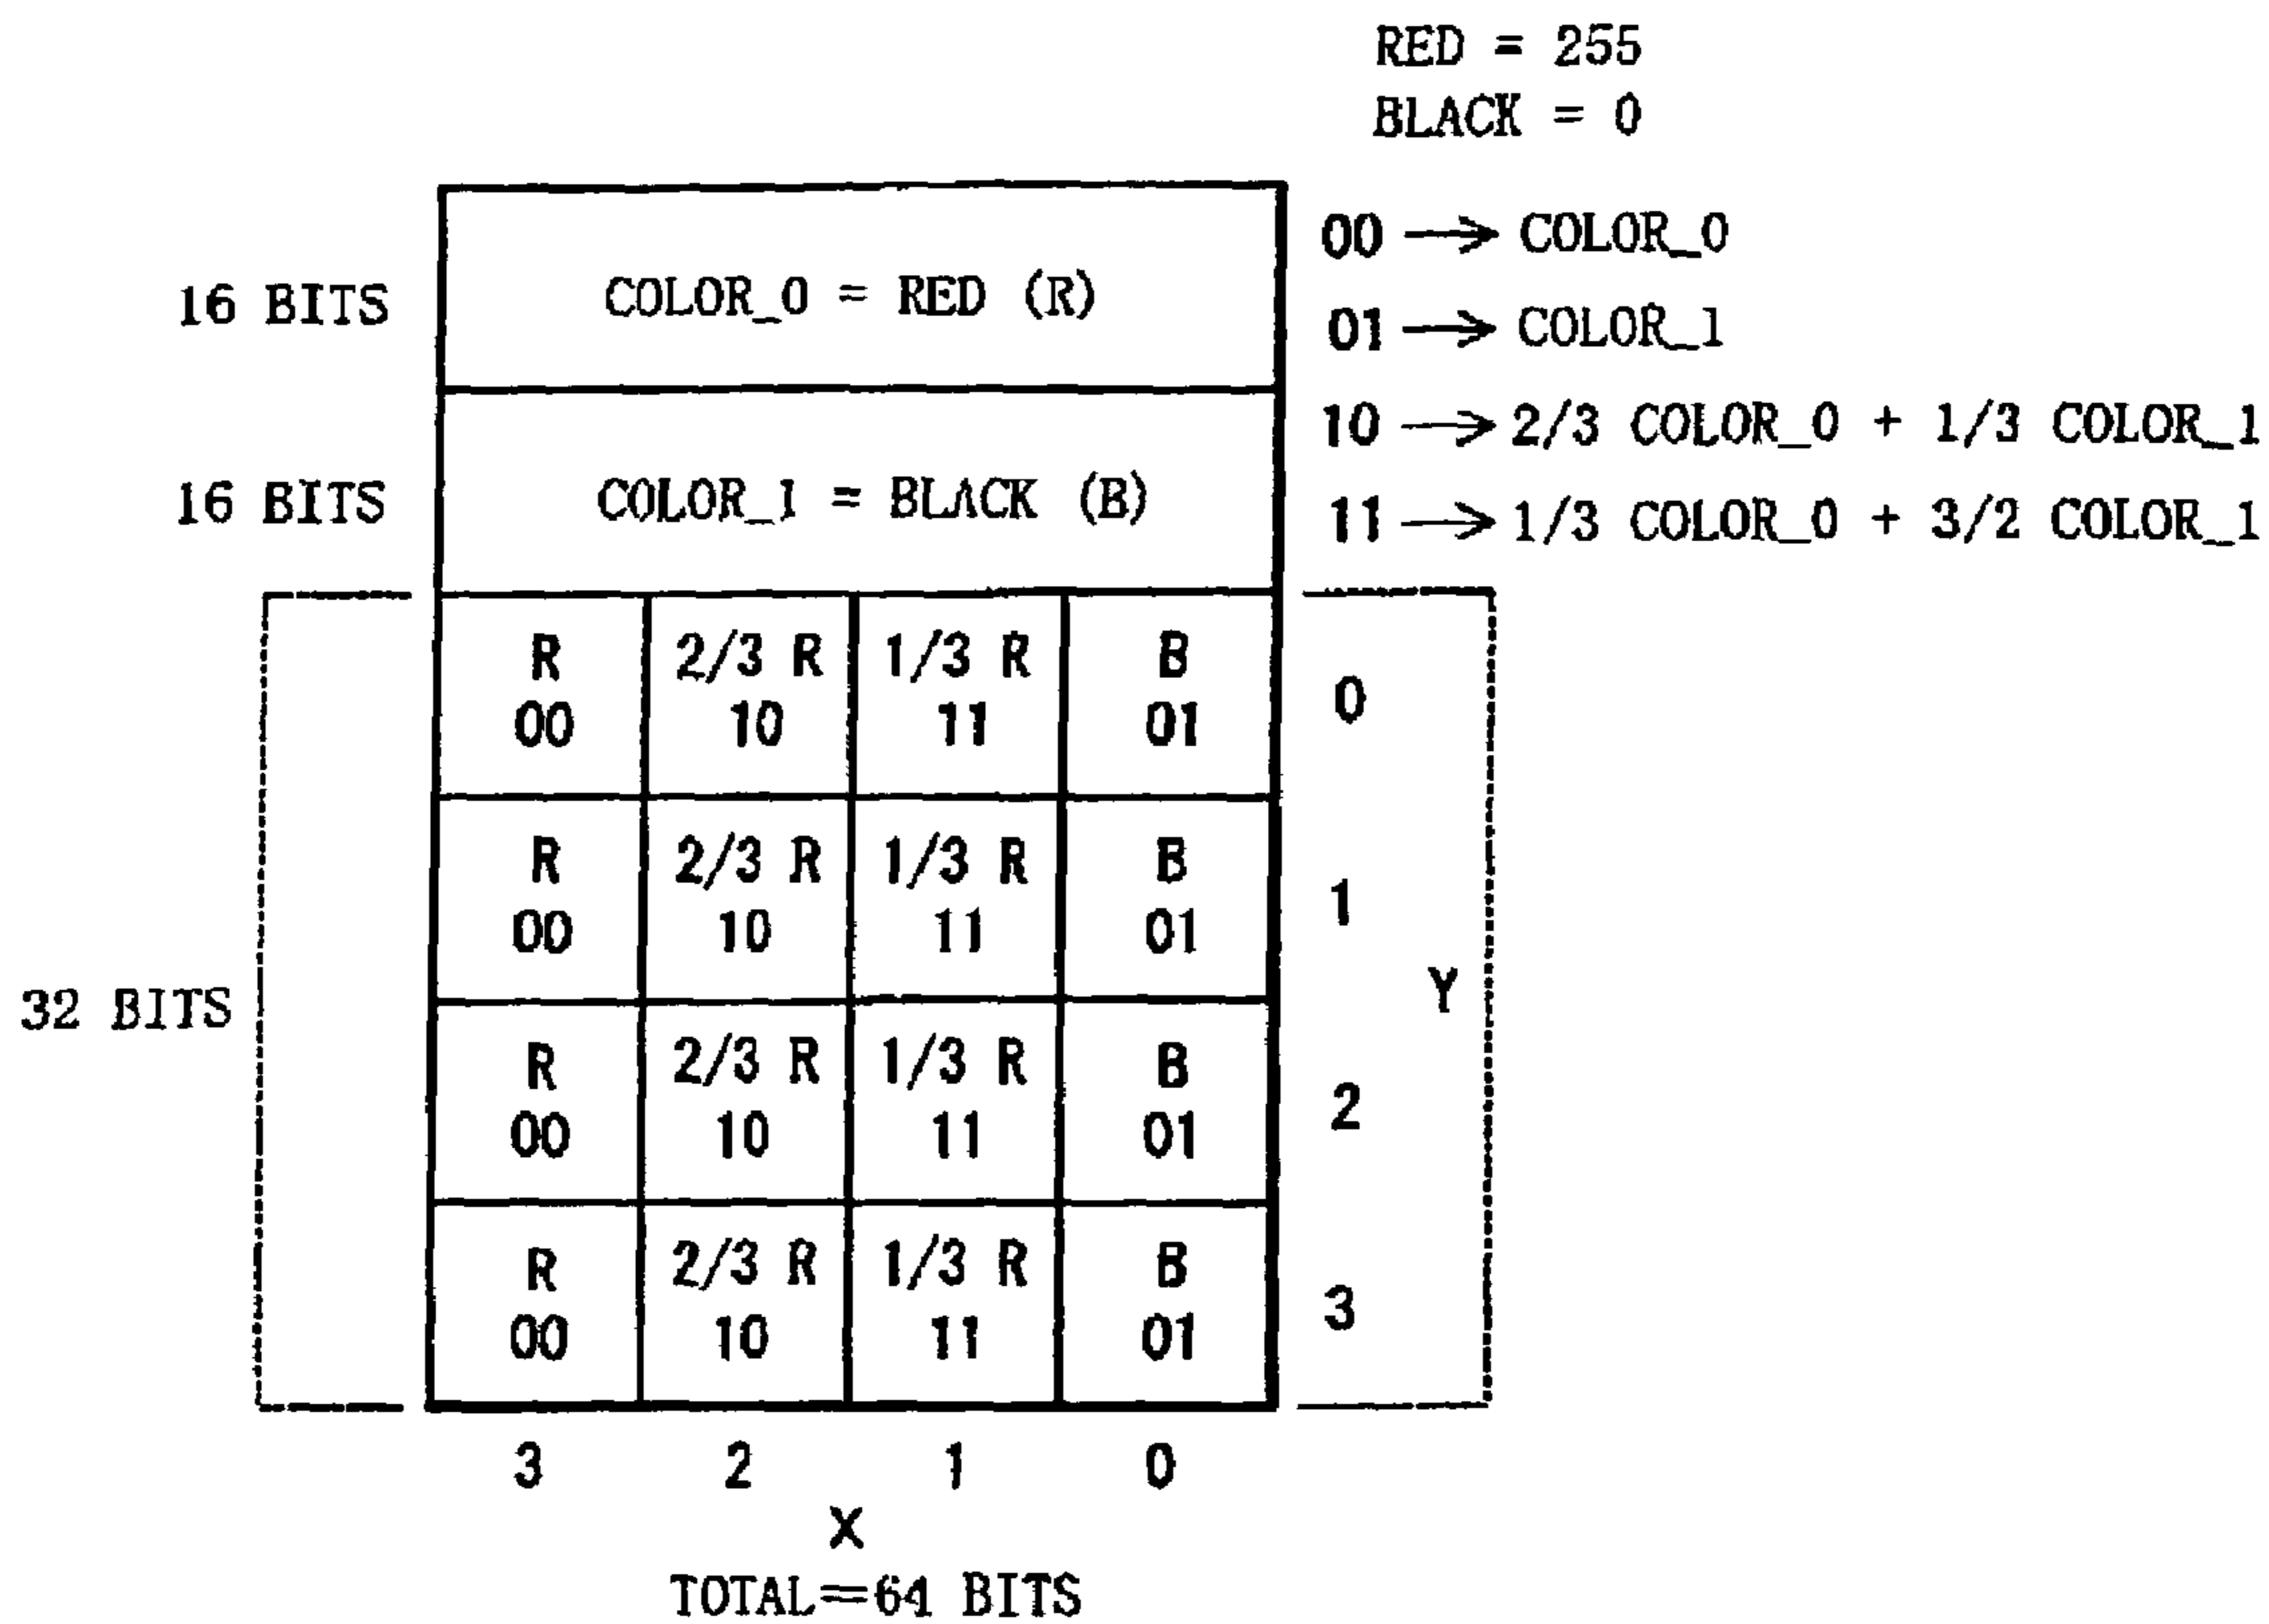 RED = 255
BLACK = 0
16 BITS
COLOR_0 = RED (R)
00 → COLOR_0
01 → COLOR_1
16 BITS
COLOR_1 = BLACK (B)
10 → 2/3 COLOR_0 + 1/3 COLOR_1
11 → 1/3 COLOR_0 + 3/2 COLOR_1
R 2/3 R 1/3 R B
00 10 11 01
0
R 2/3 R 1/3 R B
00 10 11 01
1
32 BITS
Y
R 2/3 R 1/3 R B
00 10 11 01
2
R 2/3 R 1/3 R B
00 10 11 01
3
3 2 1 0
X
TOTAL=64 BITS